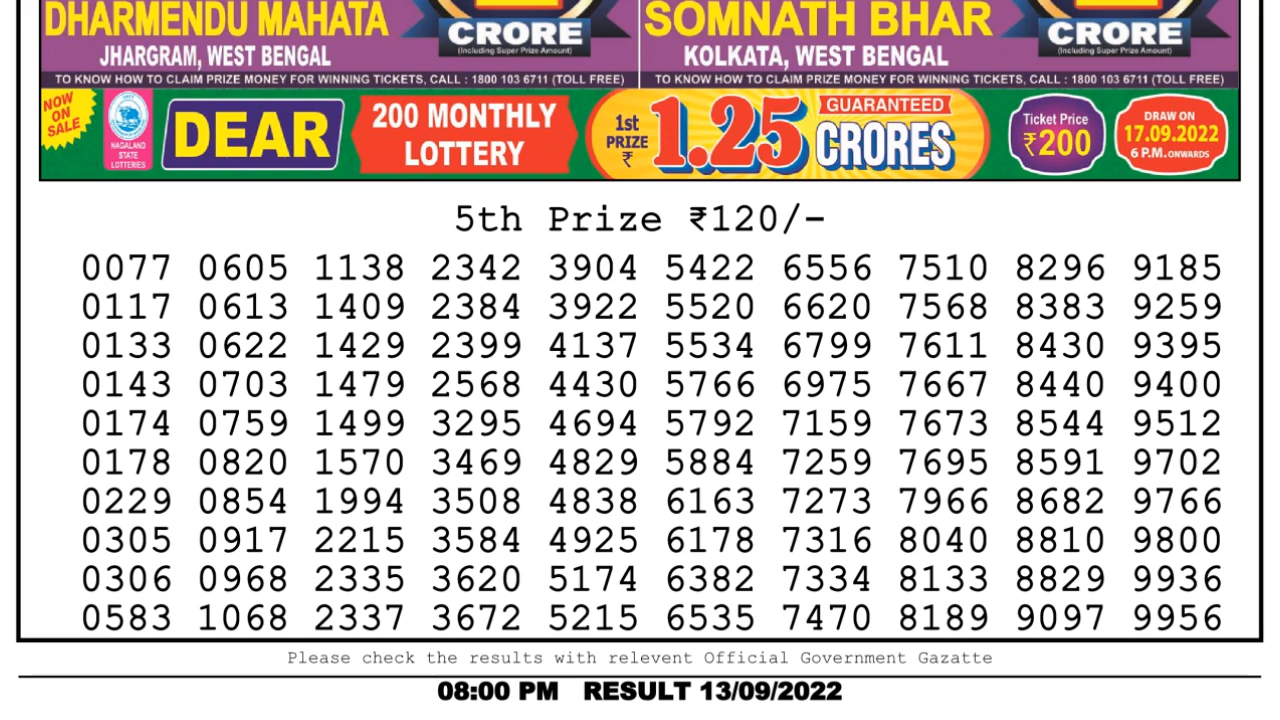 DHARMENDU MAHATA
JHARGRAM, WEST BENGAL
CRORE
(Including Super Prize Amount)
SOMNATH BHAR
KOLKATA, WEST BENGAL
CRORE
(Including Super Prize Amount)
TO KNOW HOW TO CLAIM PRIZE MONEY FOR WINNING TICKETS, CALL : 1800 103 6711 (TOLL FREE)
TO KNOW HOW TO CLAIM PRIZE MONEY FOR WINNING TICKETS, CALL : 1800 103 6711 (TOLL FREE)
NOW
ON
SALE
NAGALAND
STATE
LOTTERIES
DEAR
200 MONTHLY
LOTTERY
1st
PRIZE
₹
1.25
GUARANTEED
CRORES
Ticket Price
₹200
DRAW ON
17.09.2022
6 P.M. ONWARDS
5th Prize ₹120/-
0077 0605 1138 2342 3904 5422 6556 7510 8296 9185
0117 0613 1409 2384 3922 5520 6620 7568 8383 9259
0133 0622 1429 2399 4137 5534 6799 7611 8430 9395
0143 0703 1479 2568 4430 5766 6975 7667 8440 9400
0174 0759 1499 3295 4694 5792 7159 7673 8544 9512
0178 0820 1570 3469 4829 5884 7259 7695 8591 9702
0229 0854 1994 3508 4838 6163 7273 7966 8682 9766
0305 0917 2215 3584 4925 6178 7316 8040 8810 9800
0306 0968 2335 3620 5174 6382 7334 8133 8829 9936
0583 1068 2337 3672 5215 6535 7470 8189 9097 9956
Please check the results with relevent Official Government Gazatte
08:00 PM RESULT 13/09/2022